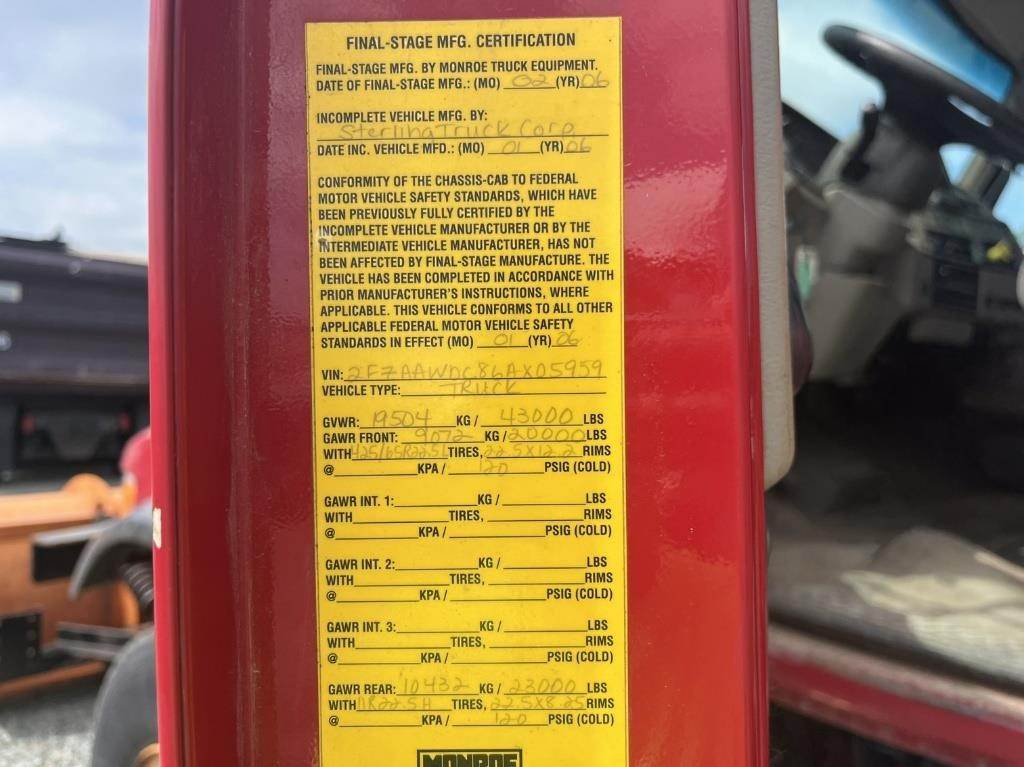 FINAL-STAGE MFG. CERTIFICATION
FINAL-STAGE MFG. BY MONROE TRUCK EQUIPMENT.
DATE OF FINAL-STAGE MFG.: (MO) 02 (YR) 06
INCOMPLETE VEHICLE MFG. BY:
Sterling Truck Corp
DATE INC. VEHICLE MFD.: (MO) 01 (YR) 06
CONFORMITY OF THE CHASSIS-CAB TO FEDERAL
MOTOR VEHICLE SAFETY STANDARDS, WHICH HAVE
BEEN PREVIOUSLY FULLY CERTIFIED BY THE
INCOMPLETE VEHICLE MANUFACTURER OR BY THE
INTERMEDIATE VEHICLE MANUFACTURER, HAS NOT
BEEN AFFECTED BY FINAL-STAGE MANUFACTURE. THE
VEHICLE HAS BEEN COMPLETED IN ACCORDANCE WITH
PRIOR MANUFACTURER'S INSTRUCTIONS, WHERE
APPLICABLE. THIS VEHICLE CONFORMS TO ALL OTHER
APPLICABLE FEDERAL MOTOR VEHICLE SAFETY
STANDARDS IN EFFECT (MO) 01 (YR) 06
VIN: 2FZAAWDC86AX05959
VEHICLE TYPE: TRUCK
GVWR: 19504 KG / 43000 LBS
GAWR FRONT: 9072 KG / 20000 LBS
WITH 425/65R22.5L TIRES, 22.5X12.2 RIMS
@ KPA / 120 PSIG (COLD)
GAWR INT. 1: KG / LBS
WITH TIRES, RIMS
@ KPA / PSIG (COLD)
GAWR INT. 2: KG / LBS
WITH TIRES, RIMS
@ KPA / PSIG (COLD)
GAWR INT. 3: KG / LBS
WITH TIRES, RIMS
@ KPA / PSIG (COLD)
GAWR REAR: 10432 KG / 23000 LBS
WITH TIRES, 22.5X8.25 RIMS
@ KPA / 120 PSIG (COLD)
MONROE